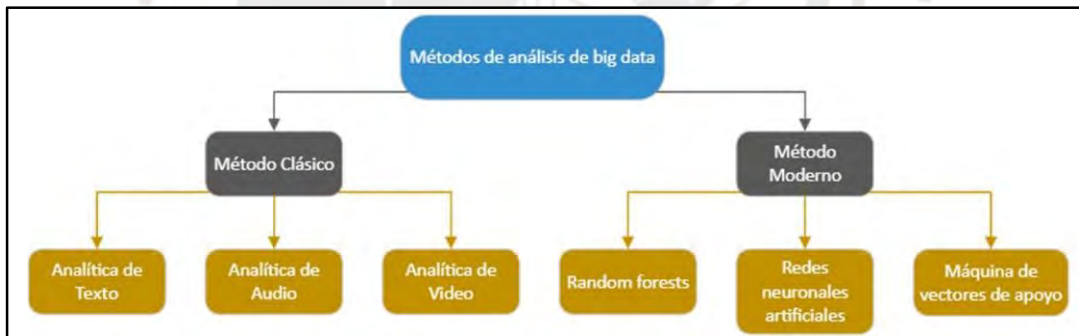 Métodos de análisis de big data
Método Clásico
Método
Moderno
Analítica de
Texto
Analítica de
Audio
Analítica de
Video
Random forests
Redes
neuronales
artificiales
Máquina de
vectores de apoyo